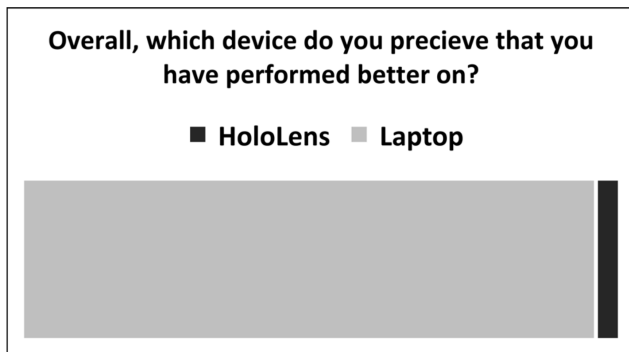 Overall, which device do you precieve that you
have performed better on?
HoloLens Laptop